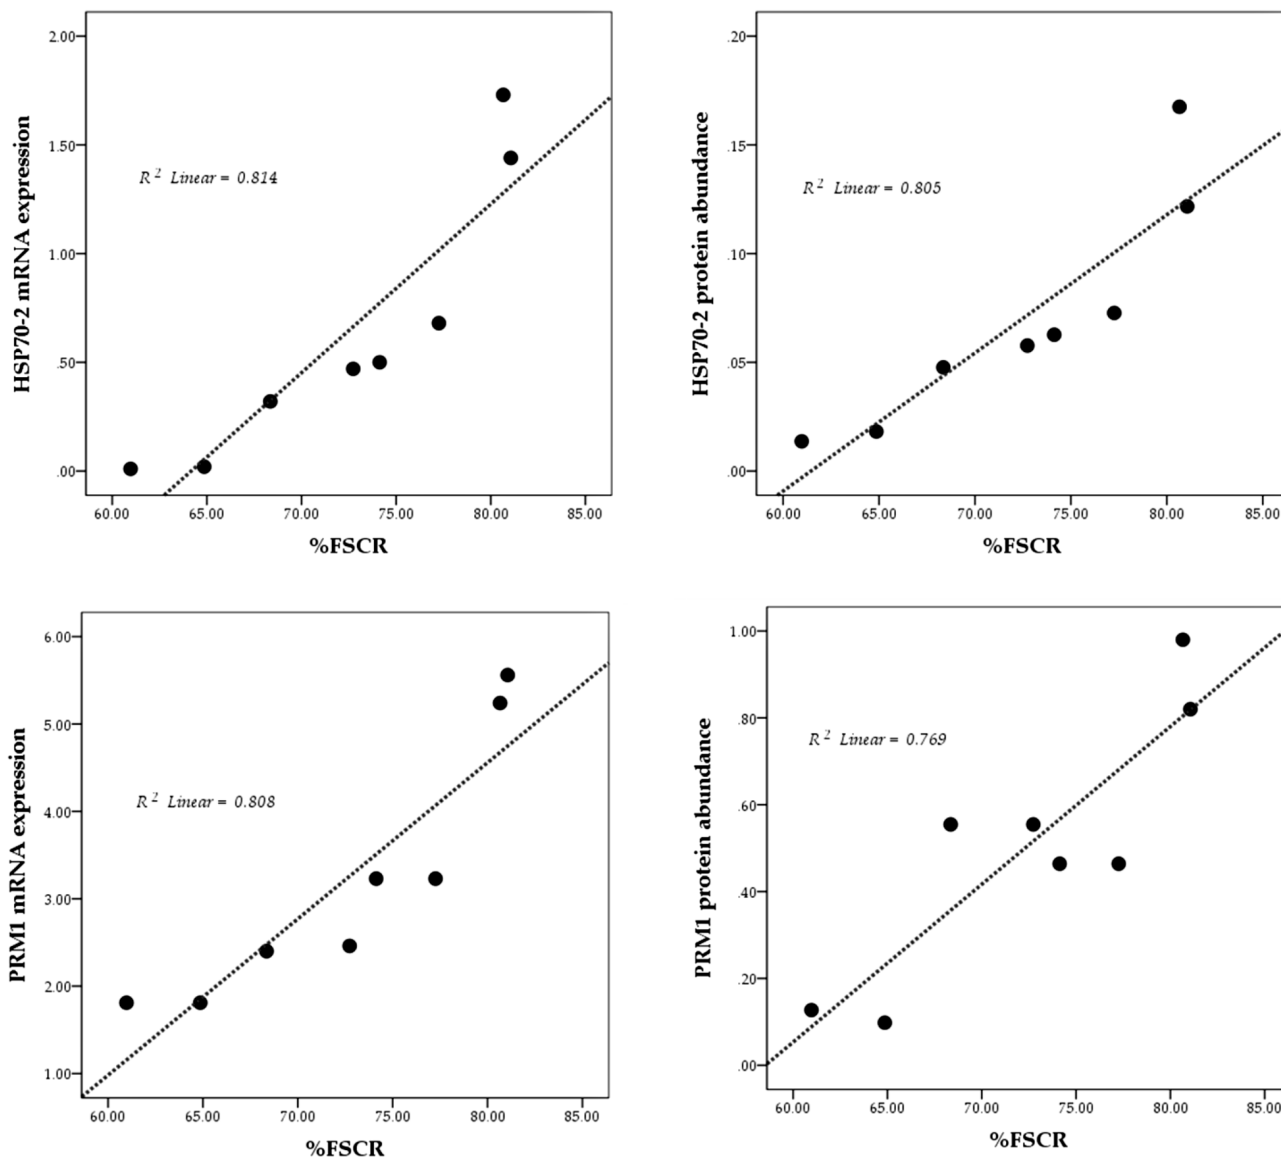 2.00
1.50
1.00
.50
.00
HSP70-2 mRNA expression
R² Linear = 0.814
60.00 65.00 70.00 75.00 80.00 85.00
%FSCR
.20
.15
.10
.05
.00
HSP70-2 protein abundance
R² Linear = 0.805
60.00 65.00 70.00 75.00 80.00 85.00
%FSCR
6.00
5.00
4.00
3.00
2.00
1.00
PRM1 mRNA expression
R² Linear = 0.808
60.00 65.00 70.00 75.00 80.00 85.00
%FSCR
1.00
.80
.60
.40
.20
.00
PRM1 protein abundance
R² Linear = 0.769
60.00 65.00 70.00 75.00 80.00 85.00
%FSCR